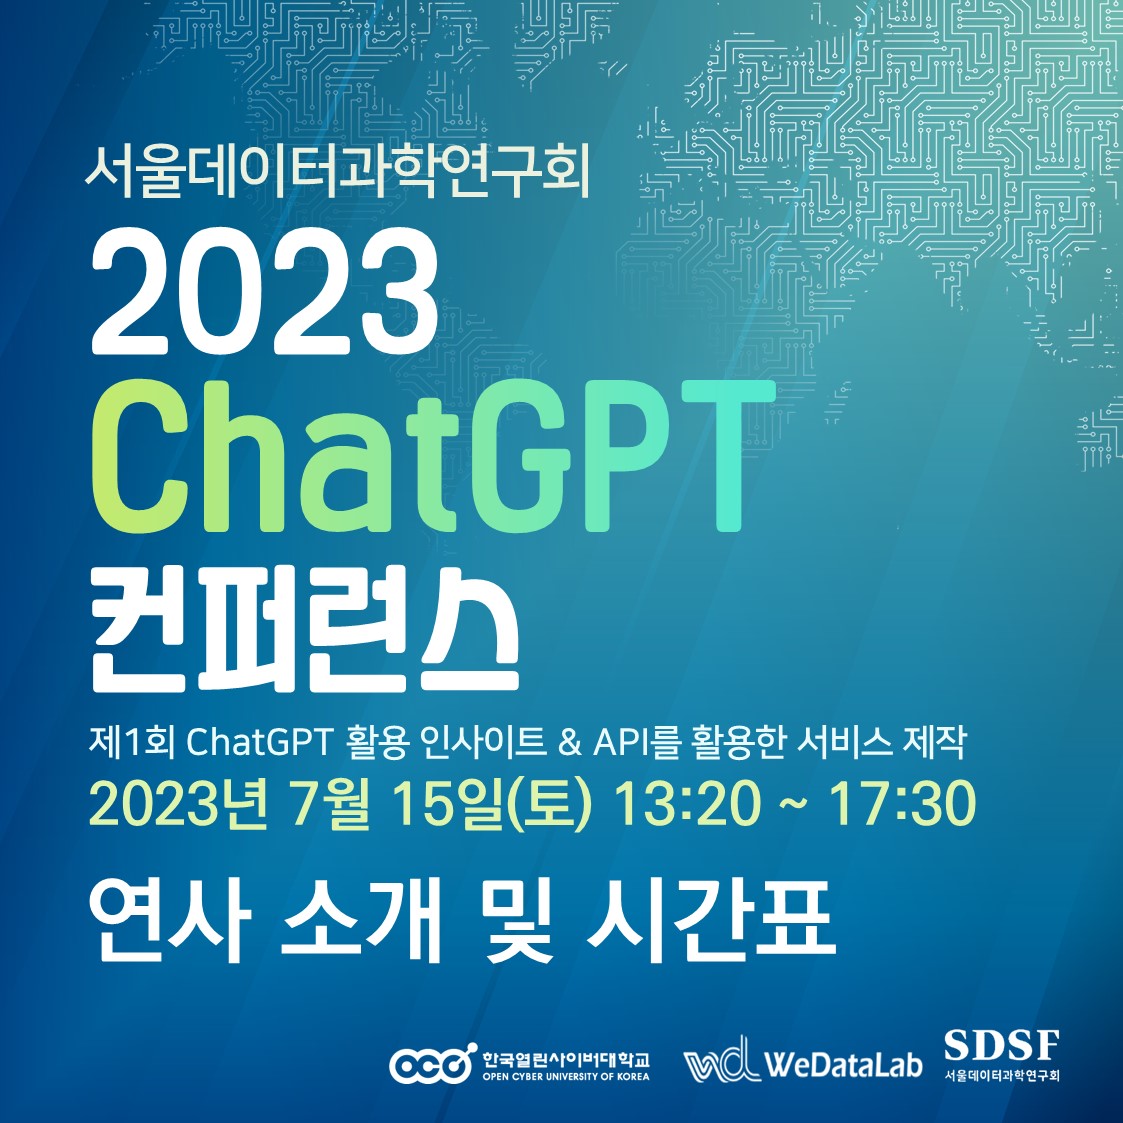 서울데이터과학연구회
2023
ChatGPT
컨퍼런스
제1회 ChatGPT 활용 인사이트 & API를 활용한 서비스 제작
2023년 7월 15일(토) 13:20 ~ 17:30
연사 소개 및 시간표
OCO 한국열린사이버대학교
OPEN CYBER UNIVERSITY OF KOREA
wdl WeDataLab
SDSF
서울데이터과학연구회